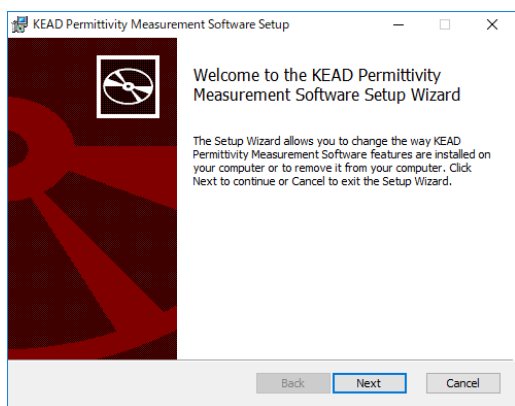 KEAD Permittivity Measurement Software Setup
Welcome to the KEAD Permittivity
Measurement Software Setup Wizard
The Setup Wizard allows you to change the way KEAD
Permittivity Measurement Software features are installed on
your computer or to remove it from your computer. Click
Next to continue or Cancel to exit the Setup Wizard.
Back Next Cancel